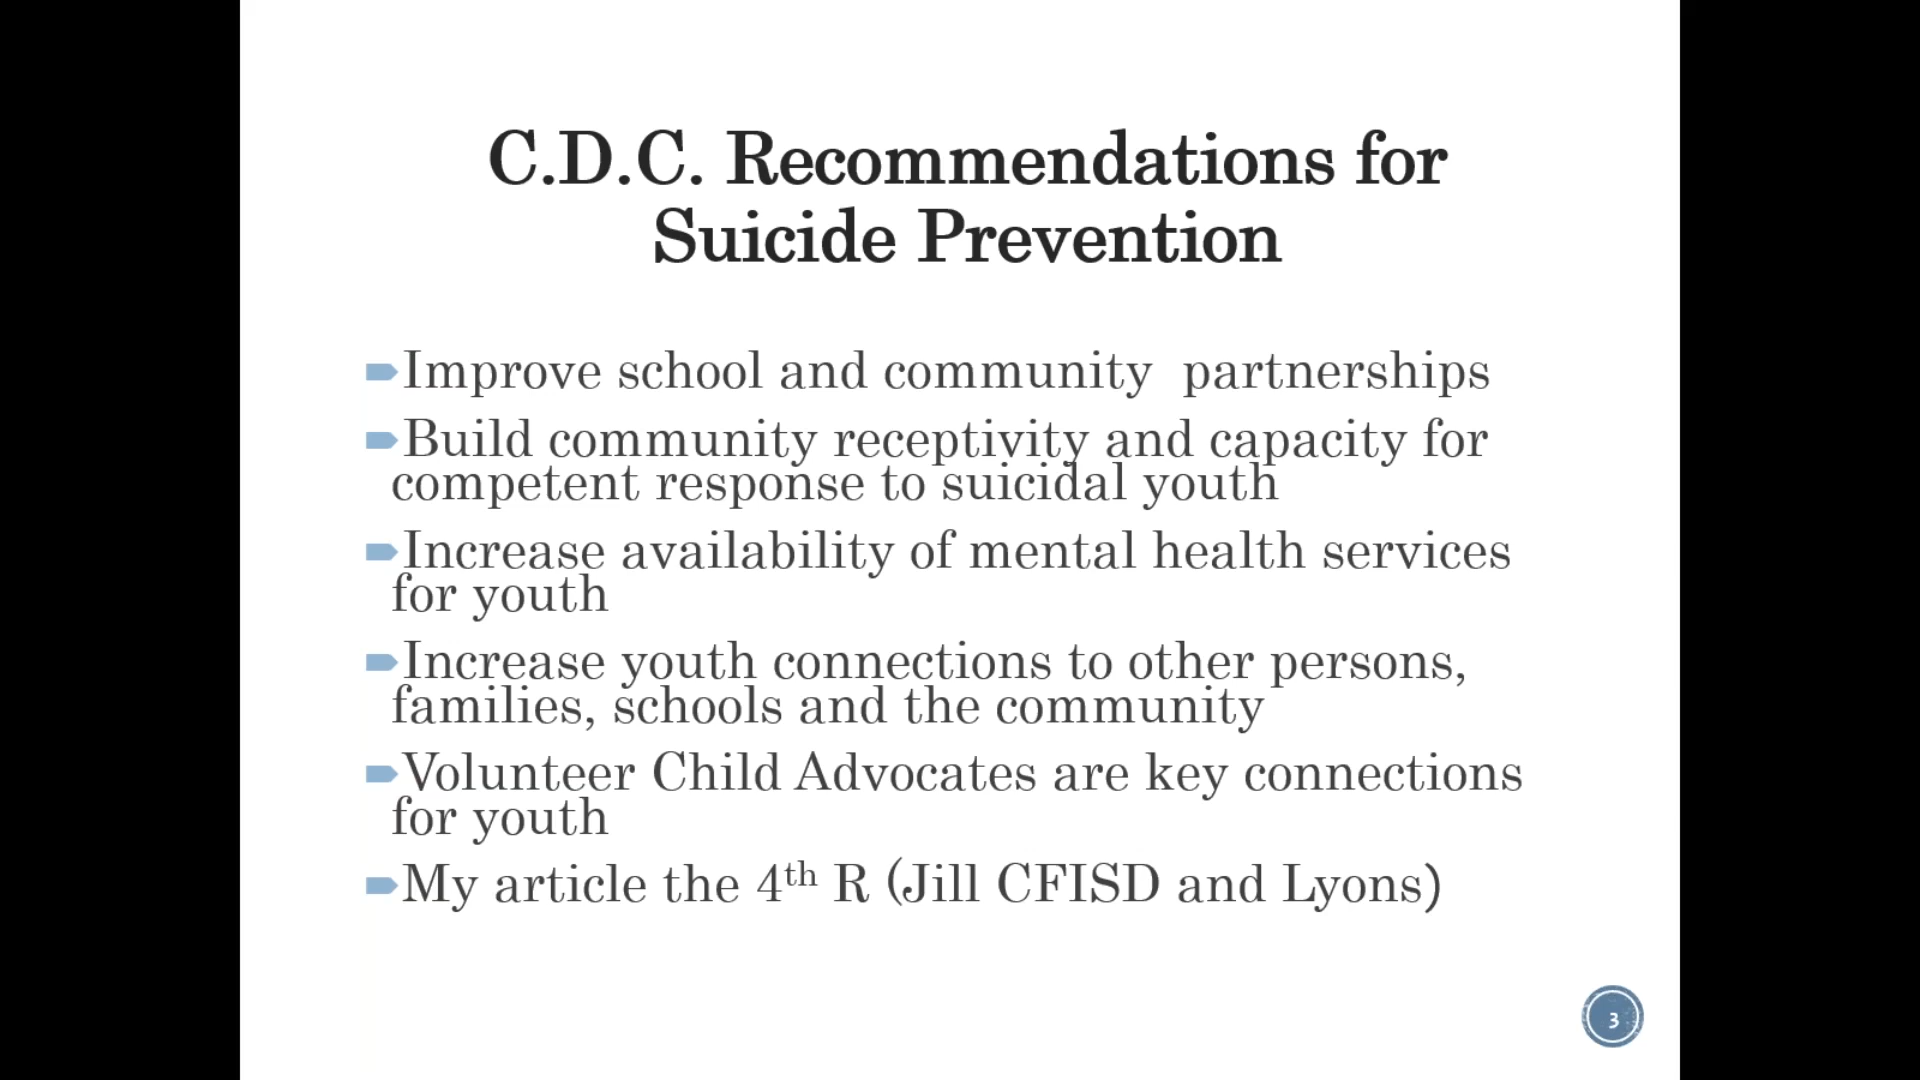 C.D.C. Recommendations for
Suicide Prevention
Improve school and community  partnerships
Build community receptivity and capacity for
competent response to suicidal youth
Increase availability of mental health services
for youth
Increase youth connections to other persons,
families, schools and the community
Volunteer Child Advocates are key connections
for youth
My article the 4th R (Jill CFISD and Lyons)
3